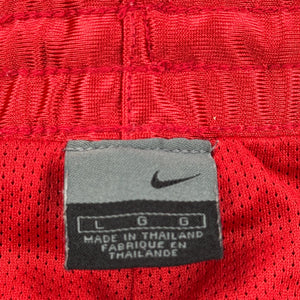 L G G
MADE IN THAILAND
FABRIQUE EN
THAILANDE